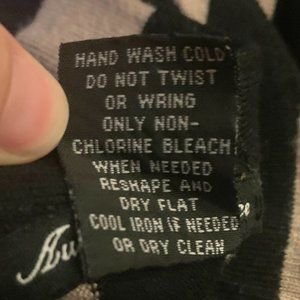 HAND WASH COLD
DO NOT TWIST
OR WRING
ONLY NON-
CHLORINE BLEACH
WHEN NEEDED
RESHAPE AND
DRY FLAT
COOL IRON IF NEEDED
OR DRY CLEAN
Au